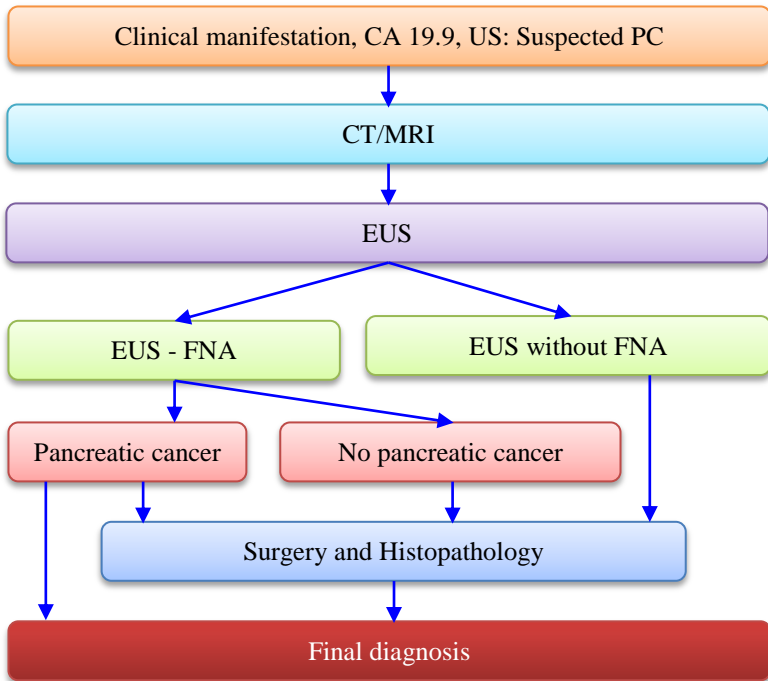 Clinical manifestation, CA 19.9, US: Suspected PC
CT/MRI
EUS
EUS - FNA
EUS without FNA
Pancreatic cancer
No pancreatic cancer
Surgery and Histopathology
Final diagnosis